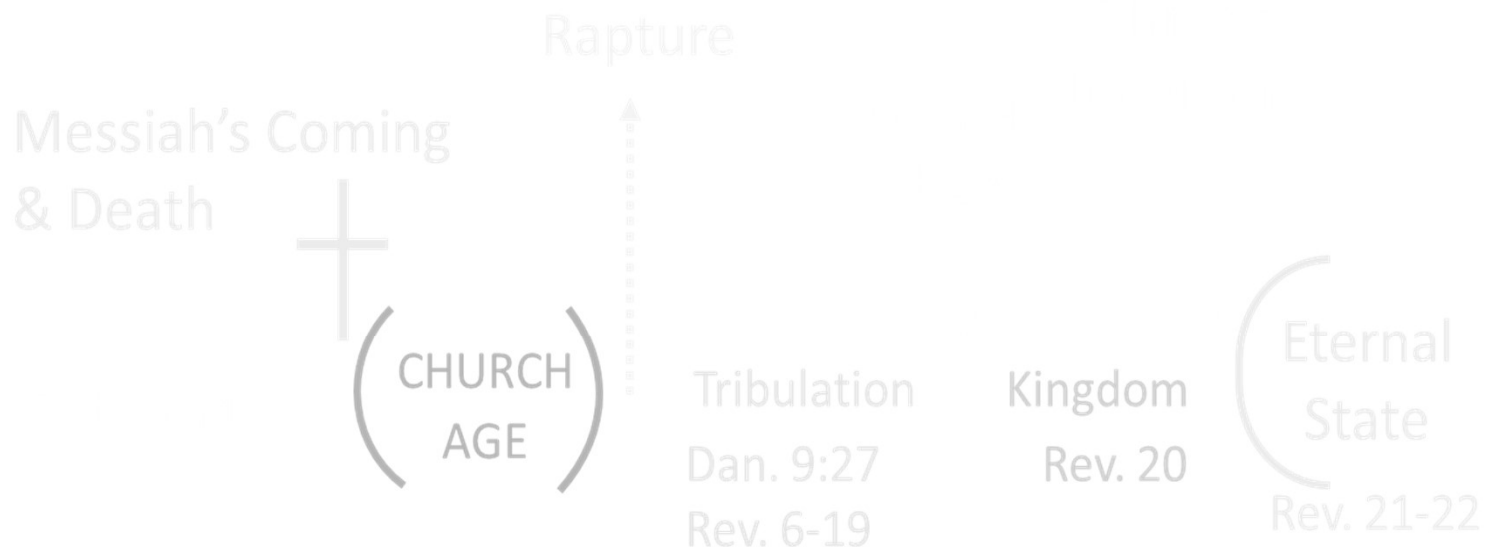 Rapture
Messiah's Coming
& Death
CHURCH
AGE
Tribulation
Dan. 9:27
Rev. 6-19
Kingdom
Rev. 20
Eternal
State
Rev. 21-22